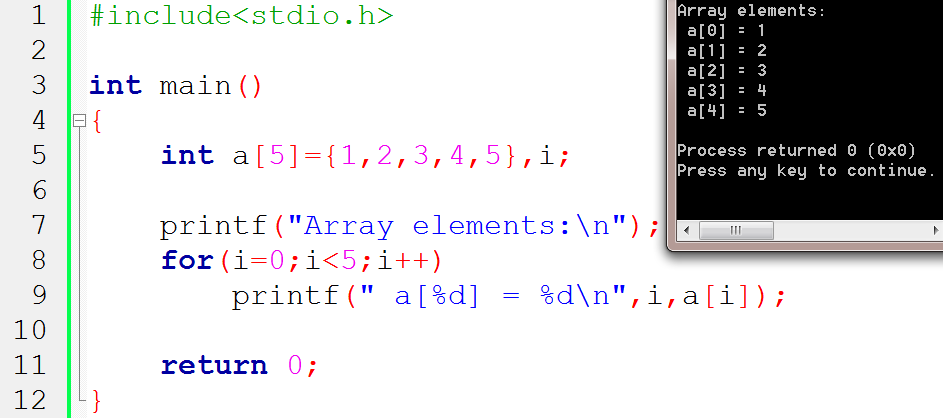 1 #include<stdio.h>
2
3 int main()
4 {
5 int a[5]={1,2,3,4,5},i;
6
7 printf("Array elements:\n");
8 for(i=0;i<5;i++)
9 printf(" a[%d] = %d\n",i,a[i]);
10
11 return 0;
12 }
Array elements:
a[0] = 1
a[1] = 2
a[2] = 3
a[3] = 4
a[4] = 5
Process returned 0 (0x0)
Press any key to continue.